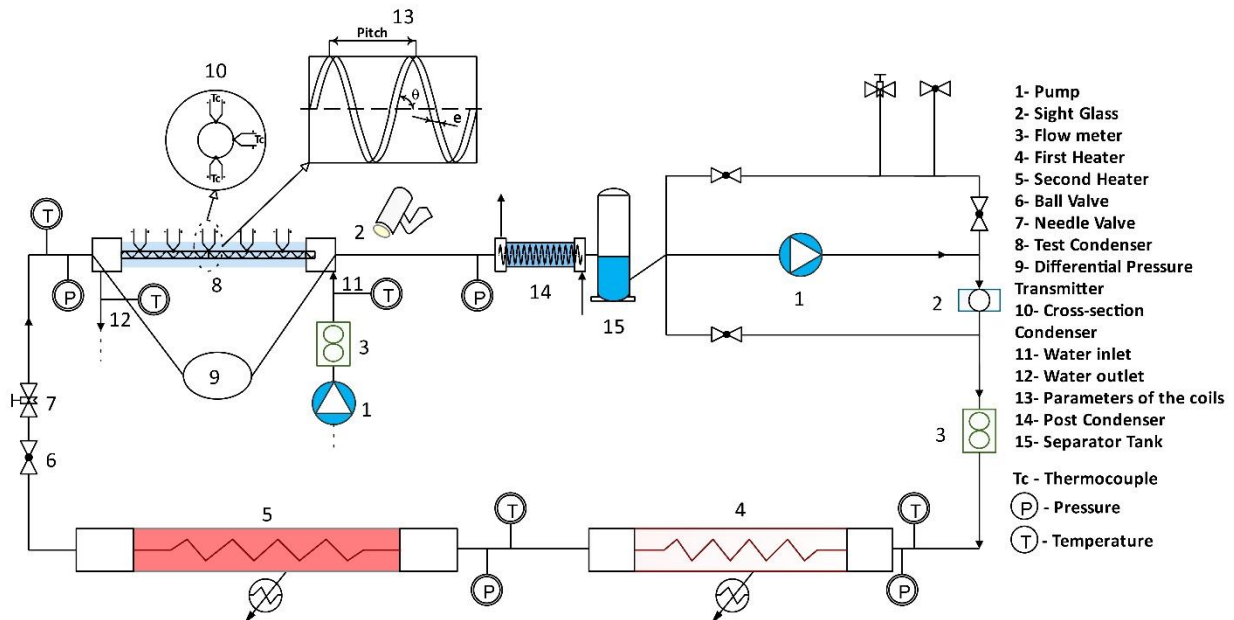 13
Pitch
θ
e
10
Tc
Tc
Tc
T
P
8
12
T
2
11
T
P
14
15
1
2
9
3
1
3
7
6
5
T
4
T
P
P
1- Pump
2- Sight Glass
3- Flow meter
4- First Heater
5- Second Heater
6- Ball Valve
7- Needle Valve
8- Test Condenser
9- Differential Pressure
Transmitter
10- Cross-section
Condenser
11- Water inlet
12- Water outlet
13- Parameters of the coils
14- Post Condenser
15- Separator Tank
Tc - Thermocouple
P - Pressure
T - Temperature